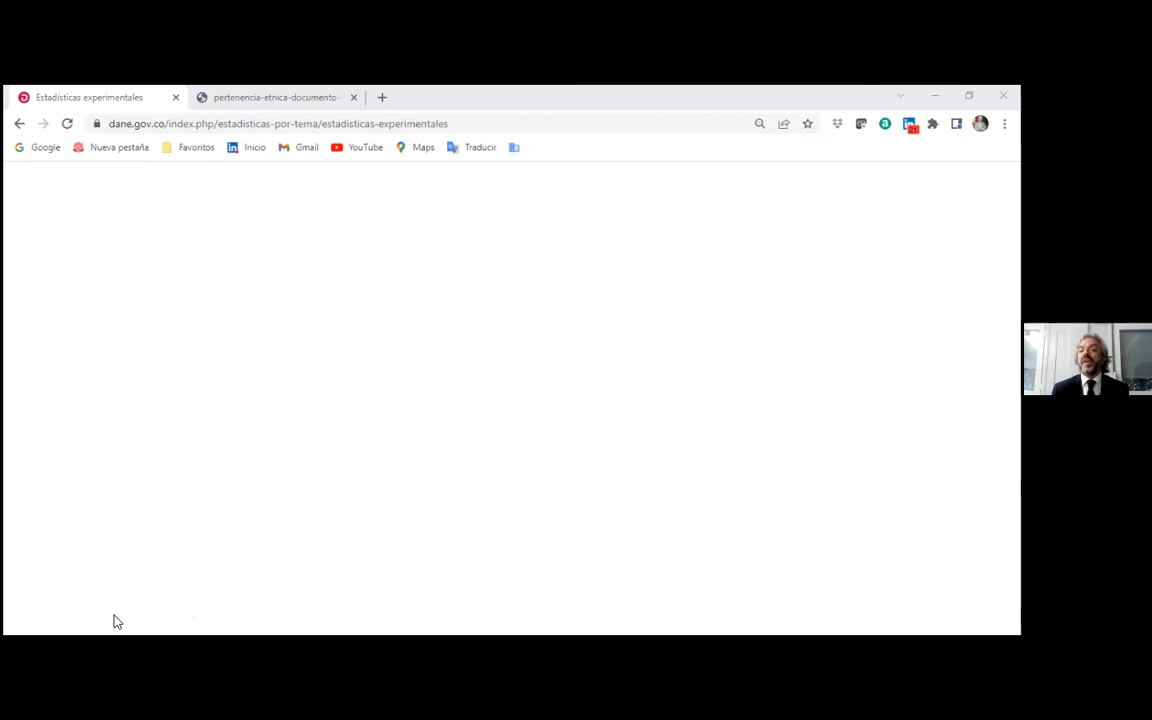 Estadísticas experimentales
pertenencia-etnica-documento-
dane.gov.co/index.php/estadisticas-por-tema/estadisticas-experimentales
21
Google Nueva pestaña Favoritos Inicio Gmail YouTube Maps Traducir